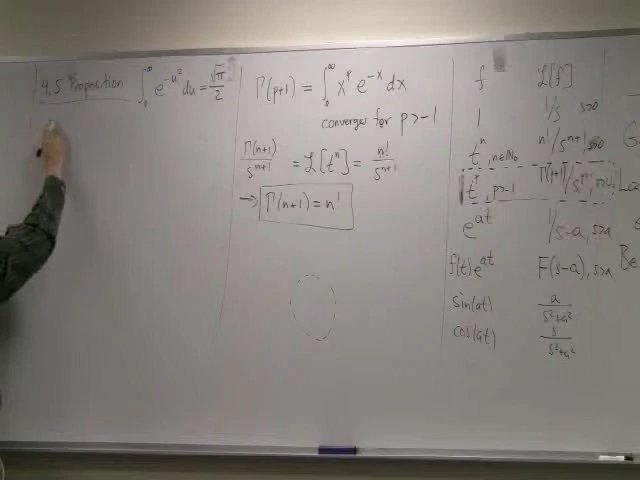 4.5 Proposition ∫₀^∞ e^{-u²} du = √π/2
Γ(p+1) = ∫₀^∞ x^p e^{-x} dx
converges for p > -1
Γ(n+1)/s^{n+1} = ℒ[t^n] = n!/s^{n+1}
→ Γ(n+1) = n!
f ℒ[f]
1 1/s s>0
t^n, n∈ℕ₀ n!/s^{n+1}, s>0
t^p, p>-1 Γ(p+1)/s^{p+1}, s>0
e^{at} 1/s-a, s>a
f(t)e^{at} F(s-a), s>a
sin(at) a/s²+a²
cos(at) s/s²+a²